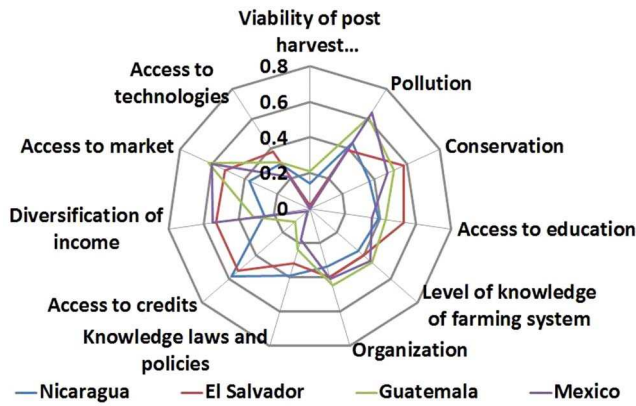 Viability of post
harvest...
0.8
0.6
0.4
0.2
0
Pollution
Conservation
Access to education
Level of knowledge
of farming system
Organization
Knowledge laws and
policies
Access to credits
Diversification of
income
Access to market
Access to
technologies
Nicaragua El Salvador Guatemala Mexico